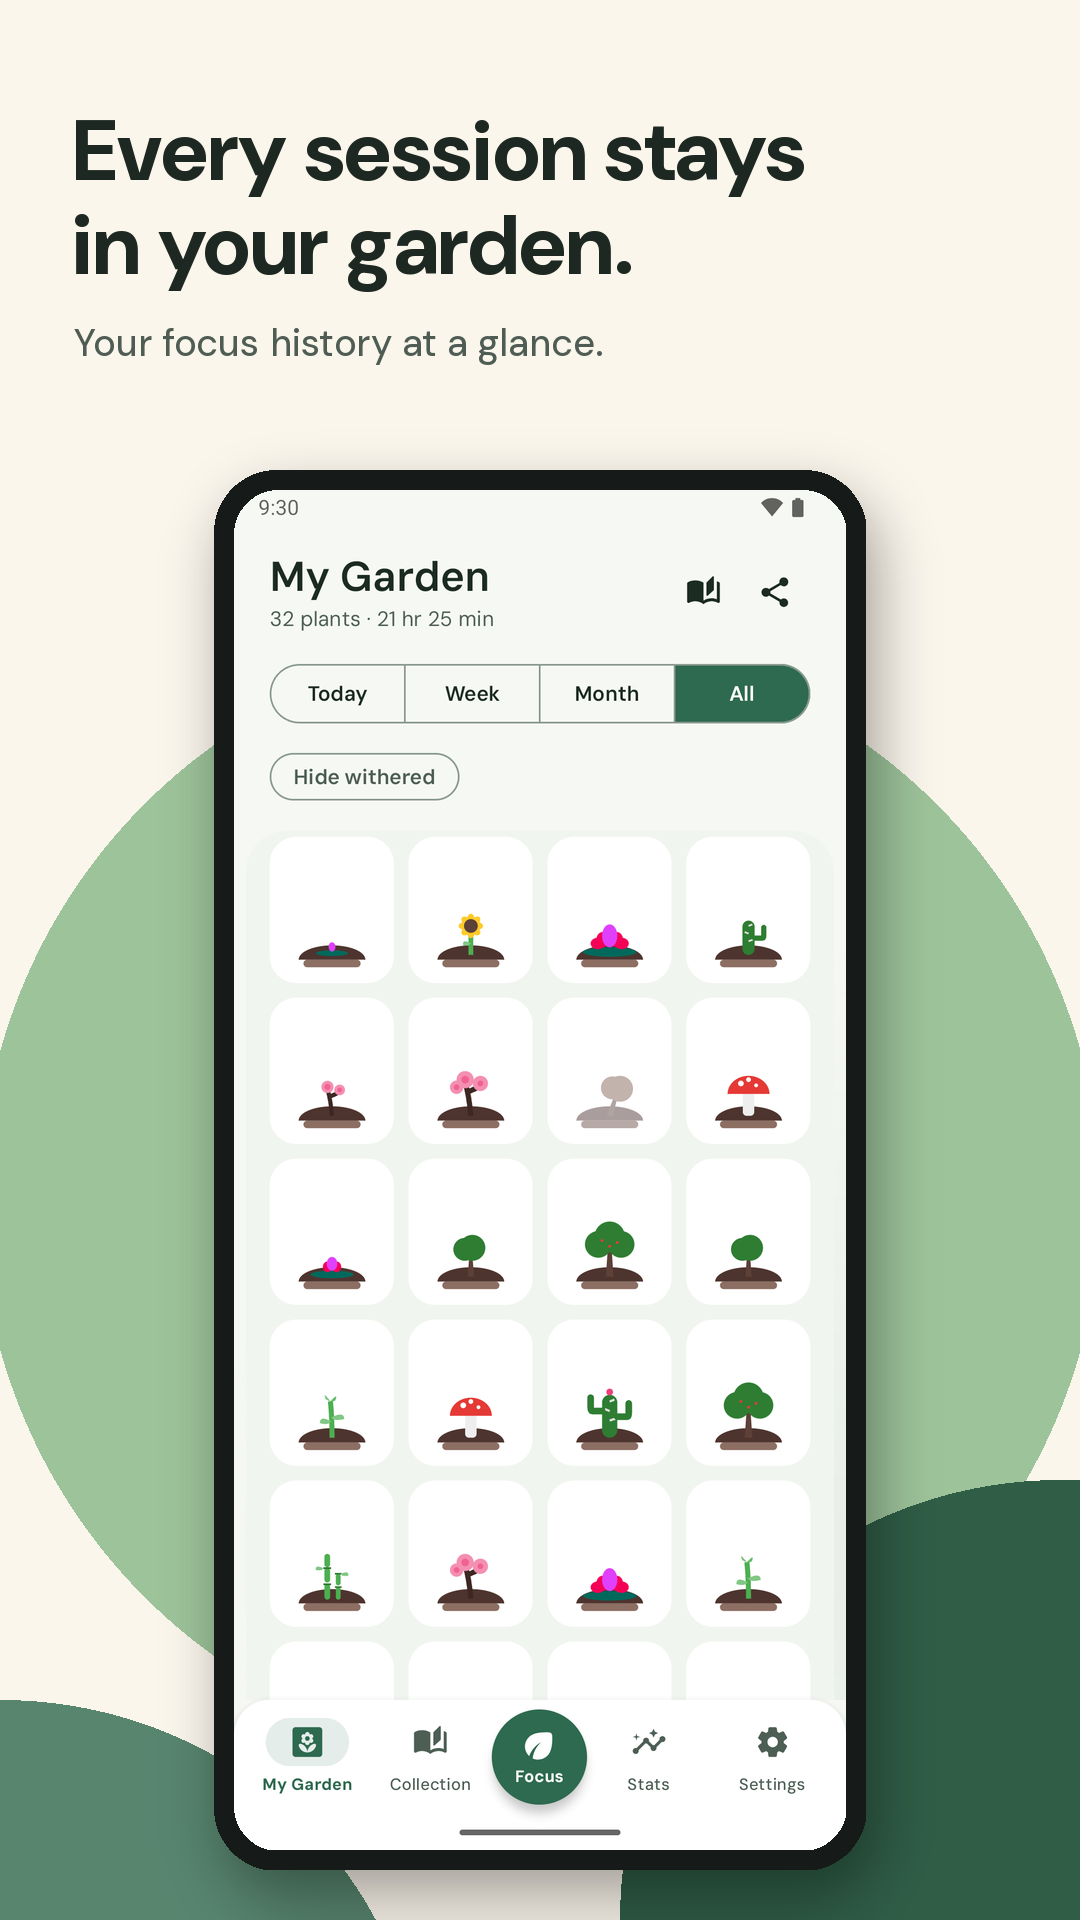 Every session stays
in your garden.
Your focus history at a glance.
9:30
My Garden
32 plants · 21 hr 25 min
Today Week Month All
Hide withered
My Garden Collection Focus Stats Settings